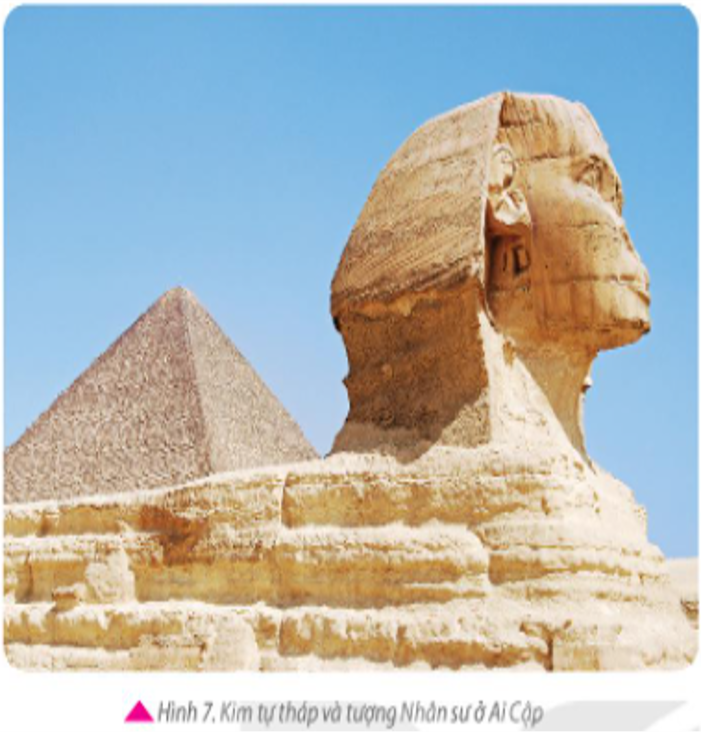 Hình 7. Kim tự tháp và tượng Nhân sư ở Ai Cập